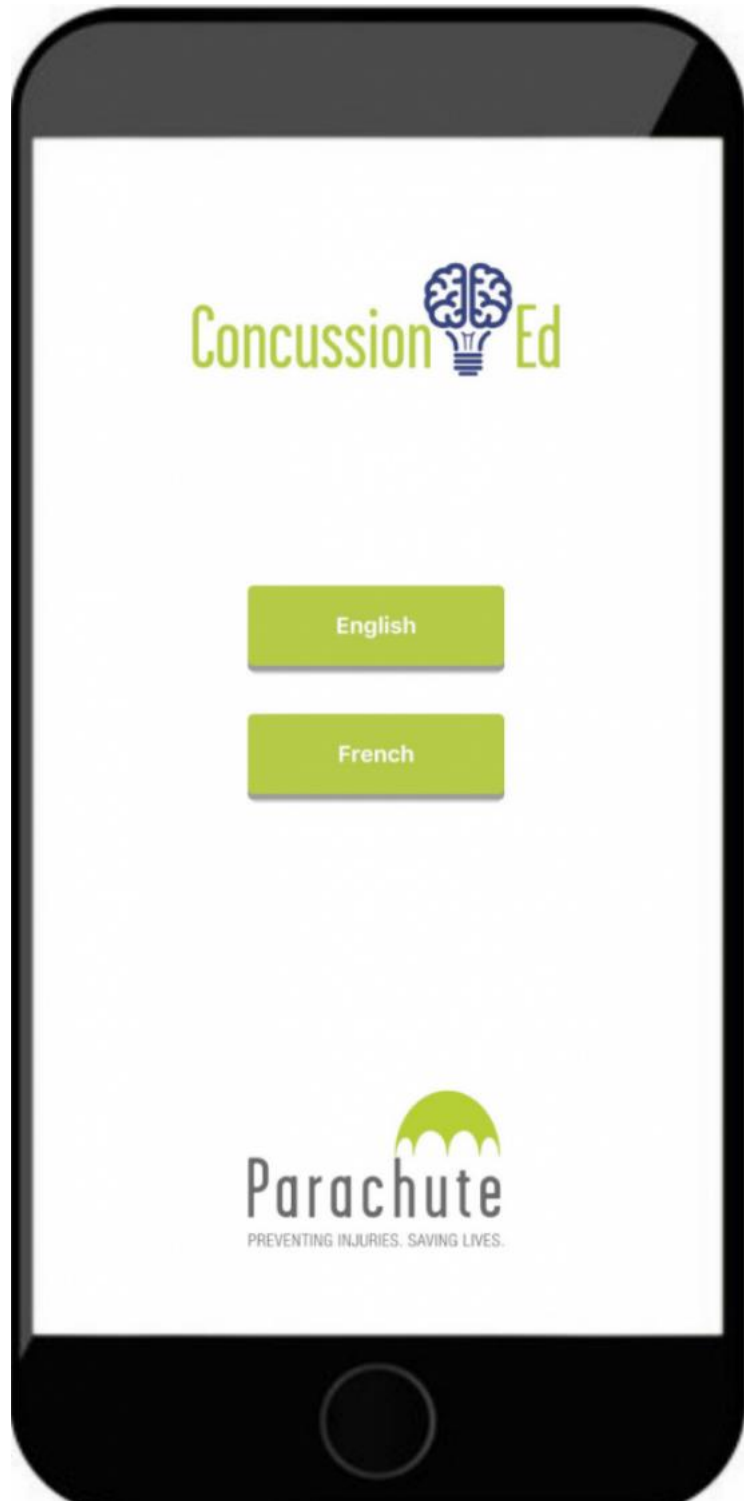 Concussion Ed
English
French
Parachute
PREVENTING INJURIES. SAVING LIVES.